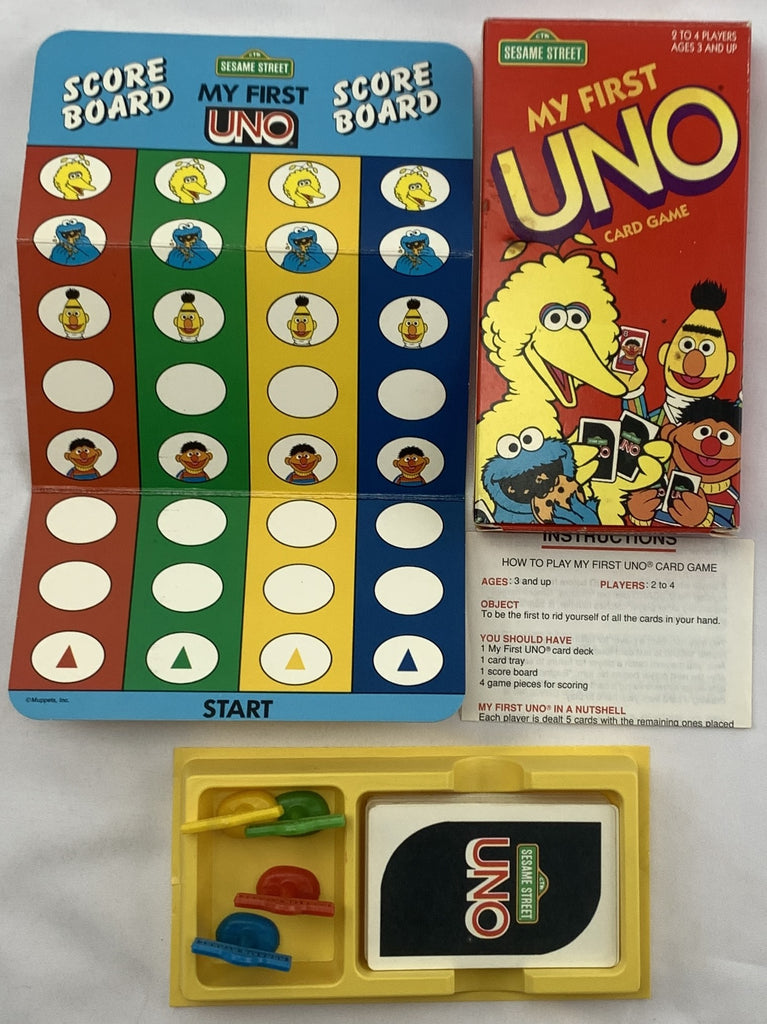 SCORE
BOARD
CTW
SESAME STREET
MY FIRST
UNO
SCORE
BOARD
©Muppets, Inc.
START
CTW
SESAME STREET
2 TO 4 PLAYERS
AGES 3 AND UP
MY FIRST
UNO®
CARD GAME
INSTRUCTIONS
HOW TO PLAY MY FIRST UNO® CARD GAME
AGES: 3 and up PLAYERS: 2 to 4
OBJECT
To be the first to rid yourself of all the cards in your hand.
YOU SHOULD HAVE
1 My First UNO® card deck
1 card tray
1 score board
4 game pieces for scoring
MY FIRST UNO® IN A NUTSHELL
Each player is dealt 5 cards with the remaining ones placed
CTW
SESAME STREET
UNO